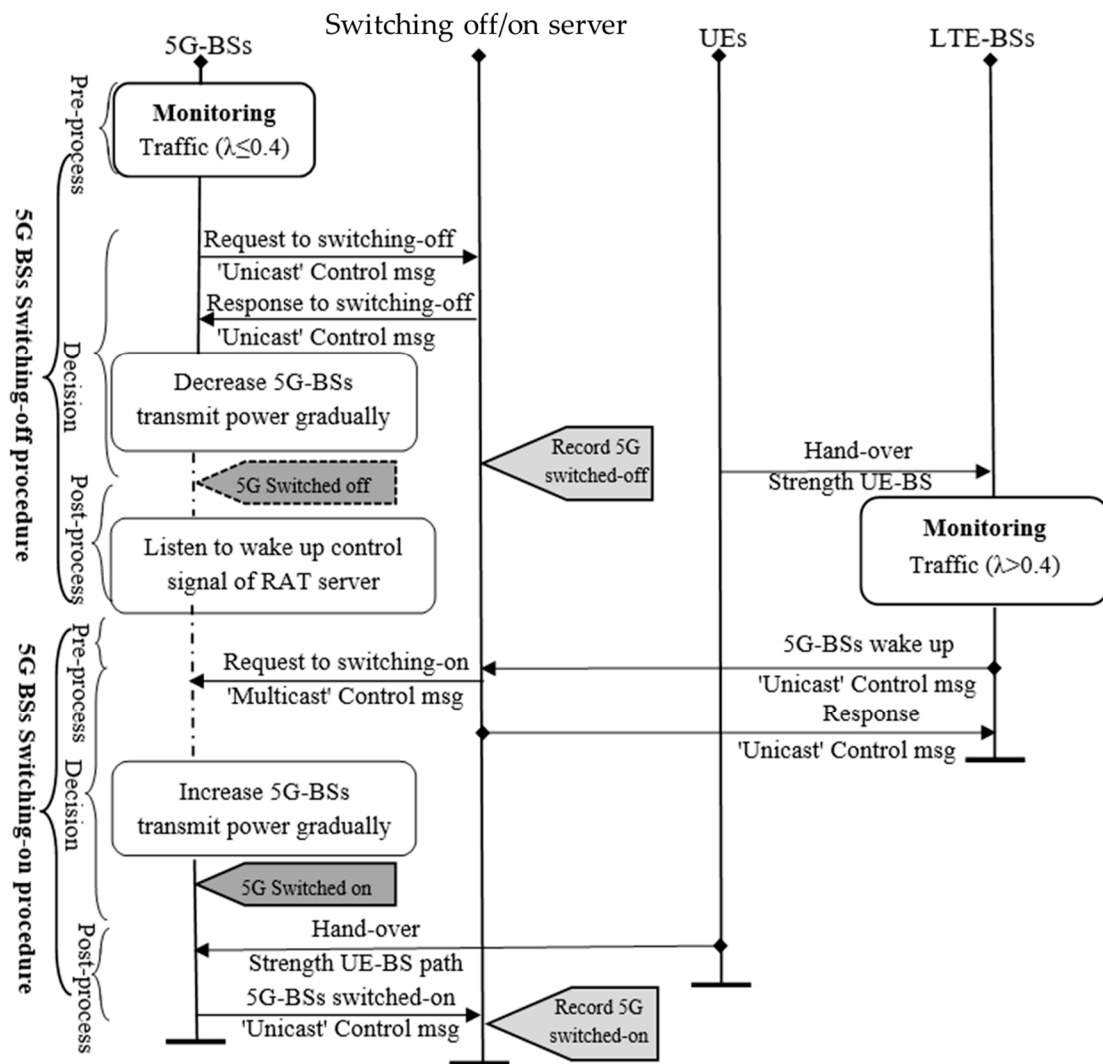 Switching off/on server
5G-BSs
UEs
LTE-BSs
Pre-process
Monitoring
Traffic (λ≤0.4)
5G BSs Switching-off procedure
Decision
Request to switching-off
'Unicast' Control msg
Response to switching-off
'Unicast' Control msg
Decrease 5G-BSs
transmit power gradually
Record 5G
switched-off
Hand-over
Strength UE-BS
5G Switched off
Post-process
Listen to wake up control
signal of RAT server
Monitoring
Traffic (λ>0.4)
5G BSs Switching-on procedure
Pre-process
5G-BSs wake up
'Unicast' Control msg
Request to switching-on
'Multicast' Control msg
Response
'Unicast' Control msg
Decision
Increase 5G-BSs
transmit power gradually
5G Switched on
Post-process
Hand-over
Strength UE-BS path
5G-BSs switched-on
'Unicast' Control msg
Record 5G
switched-on